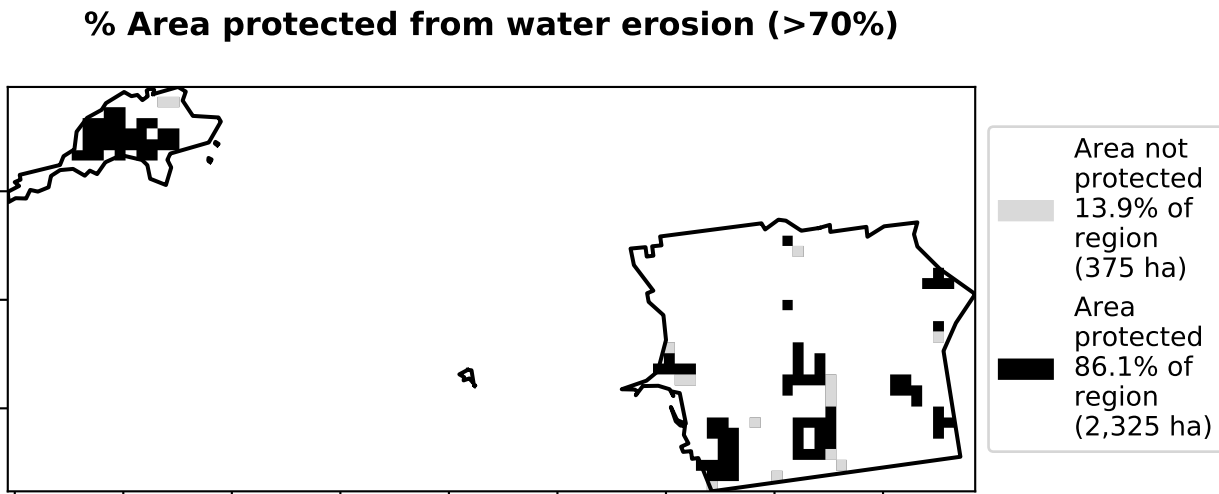 % Area protected from water erosion (>70%)
Area not
protected
13.9% of
region
(375 ha)
Area
protected
86.1% of
region
(2,325 ha)